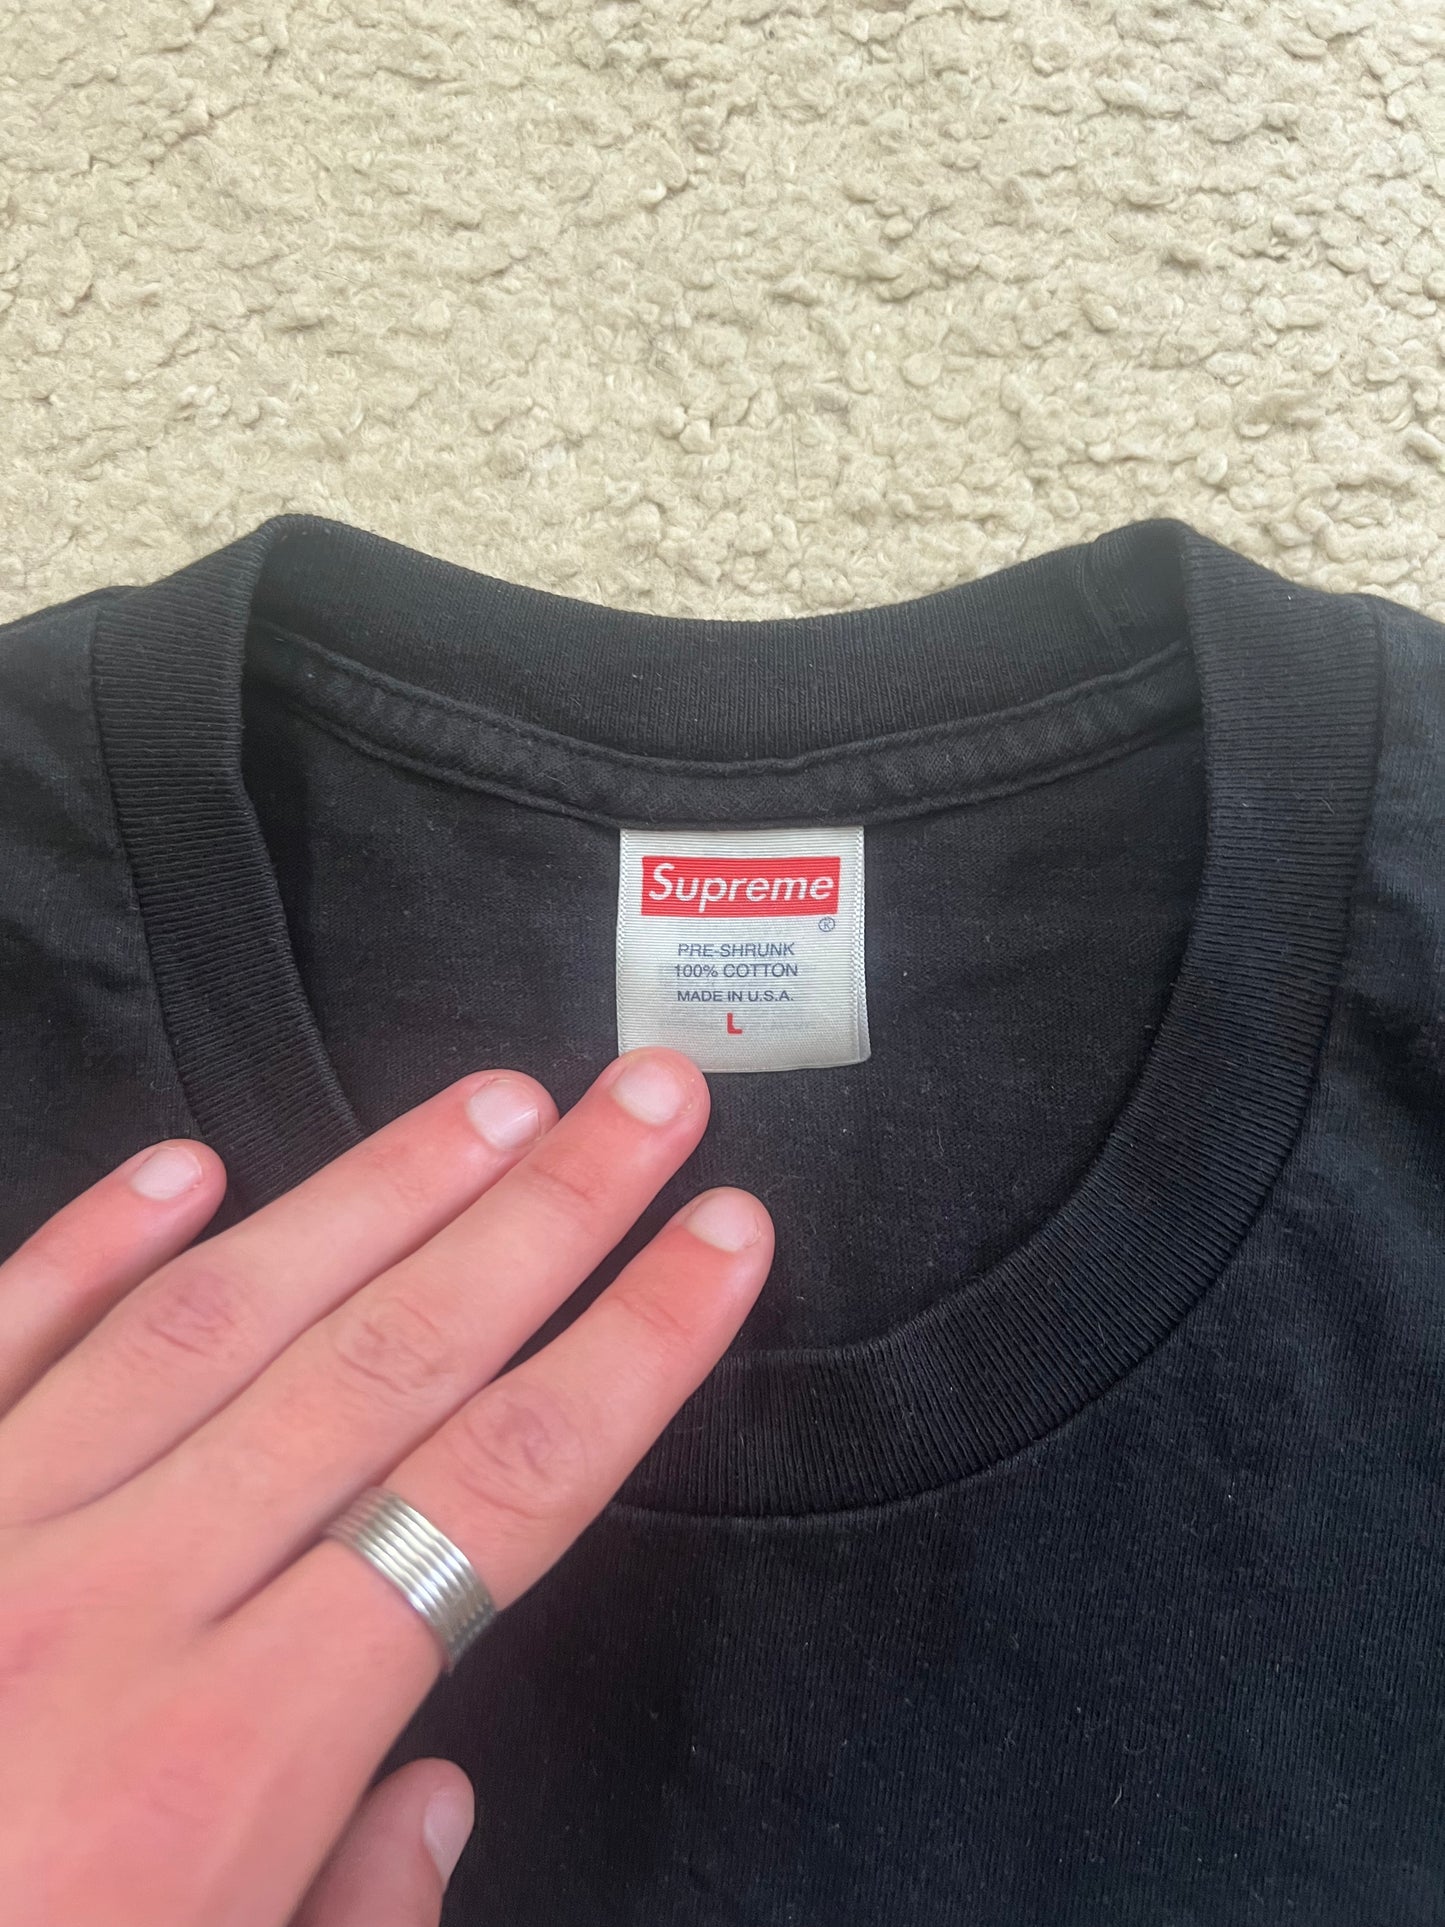 Supreme
®
PRE-SHRUNK
100% COTTON
MADE IN U.S.A.
L